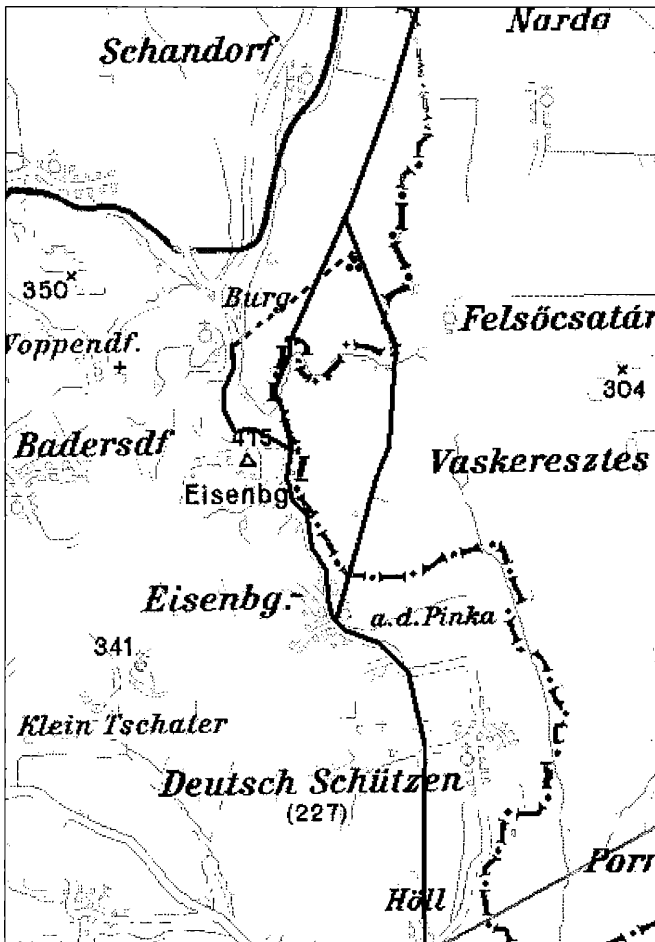 Narda
Schandorf
350
Burg
Felsőcsatár
Woppendf.
304
Badersdf
415
Vaskeresztes
Eisenbg
Eisenbg.-
a.d.Pinka
341
Klein Tschater
Deutsch Schützen
(227)
Porn
Höll